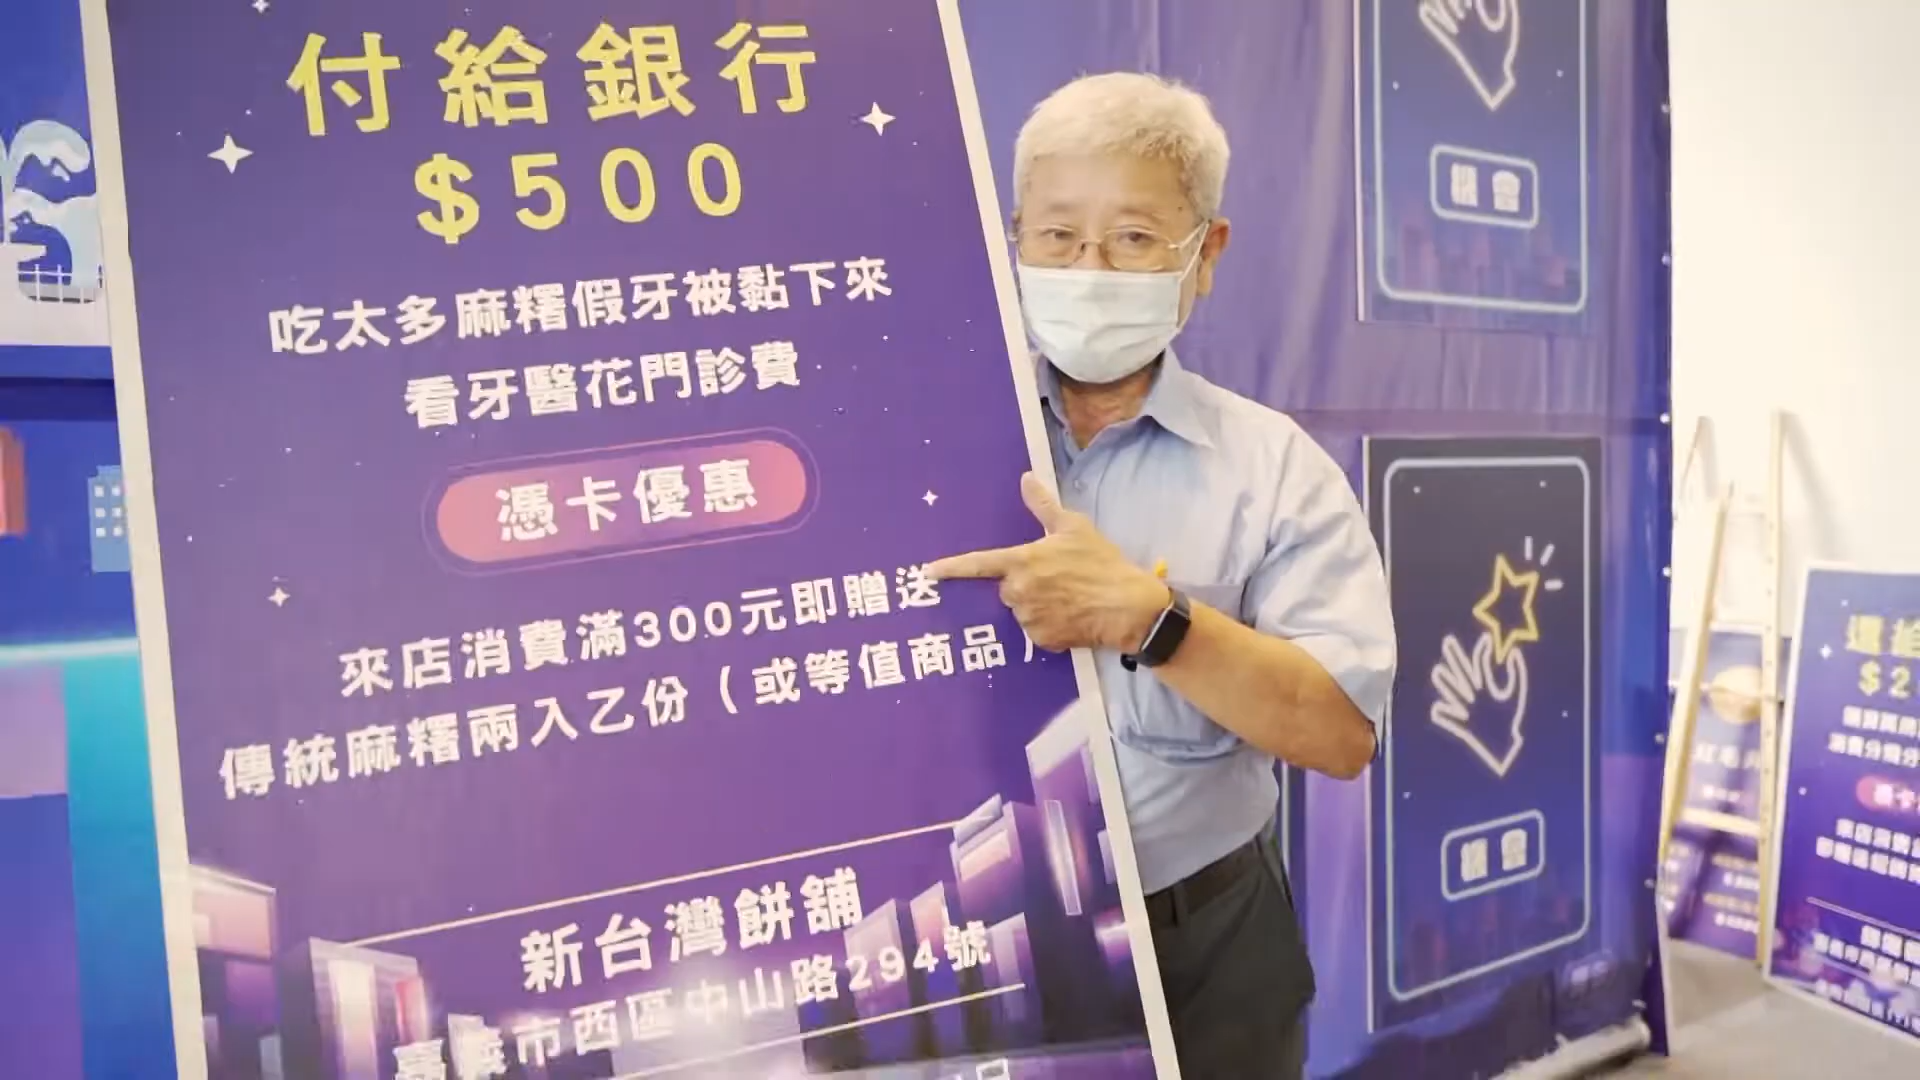 付給銀行
$500
吃太多麻糬假牙被黏下來
看牙醫花門診費
憑卡優惠
來店消費滿300元即贈送
傳統麻糬兩入乙份（或等值商品）
新台灣餅舖
嘉義市西區中山路294號
機會
機會